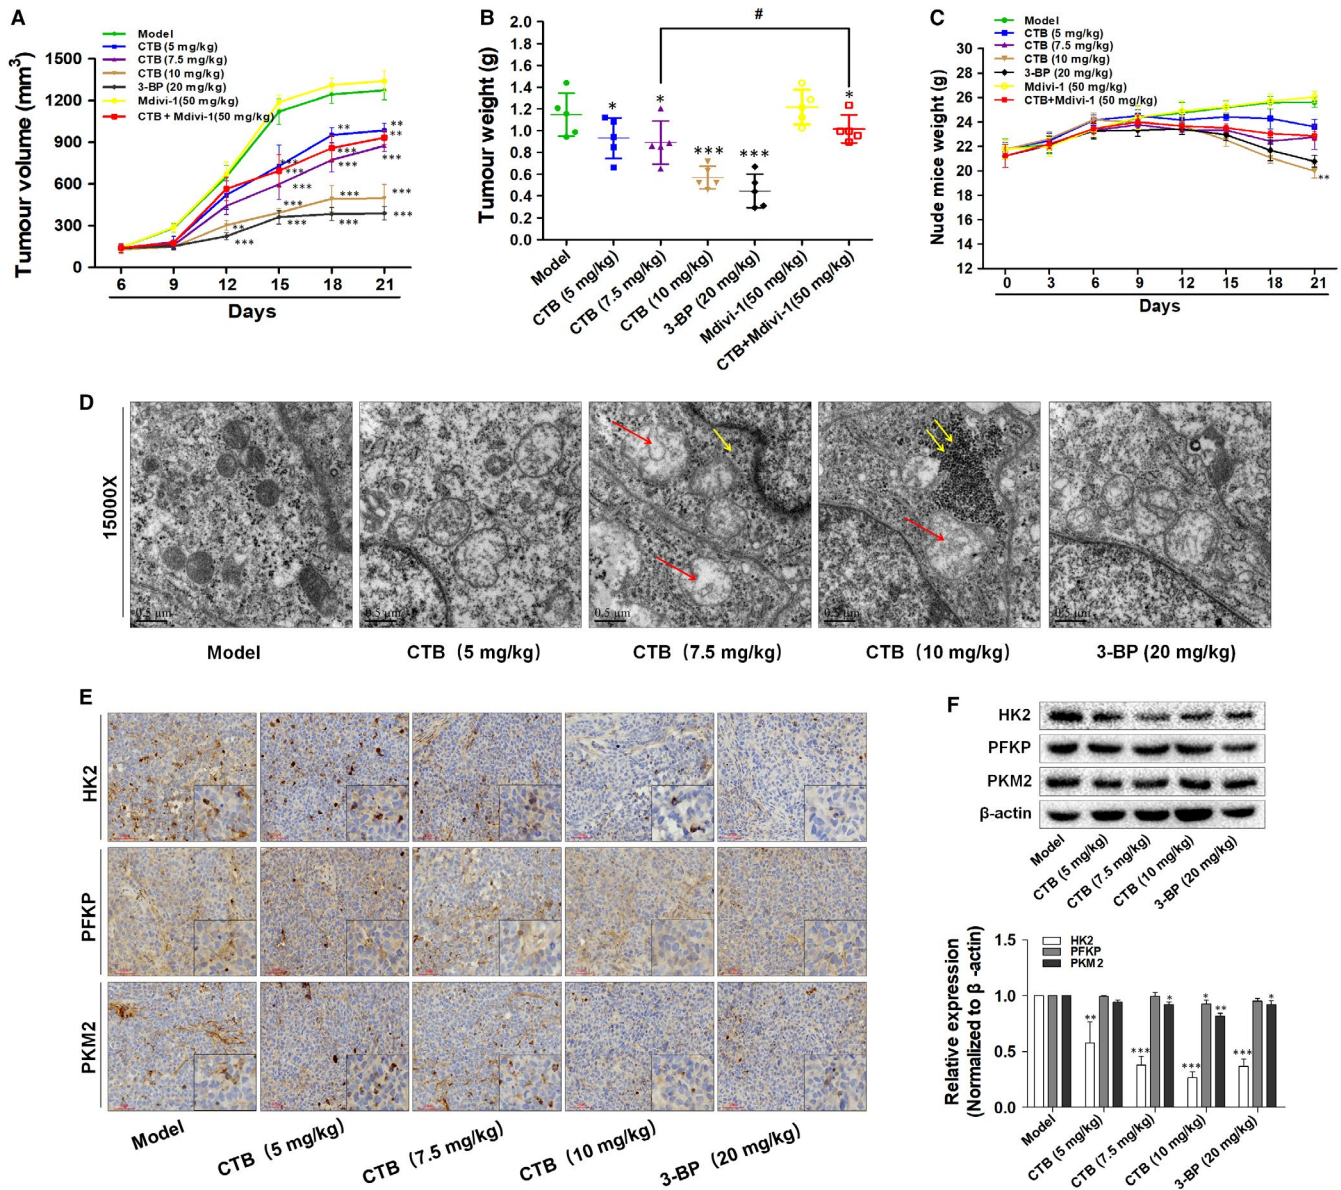 A
Model
CTB (5 mg/kg)
CTB (7.5 mg/kg)
CTB (10 mg/kg)
3-BP (20 mg/kg)
Mdivi-1(50 mg/kg)
CTB + Mdivi-1(50 mg/kg)
Tumour volume (mm³)
1500
1200
900
600
300
0
** ** *** *** *** *** *** *** *** *** *** *** *** ** *** *** ***
6 9 12 15 18 21
Days
B
#
Tumour weight (g)
2.0
1.8
1.6
1.4
1.2
1.0
0.8
0.6
0.4
0.2
0.0
* * *** *** *
Model
CTB (5 mg/kg)
CTB (7.5 mg/kg)
CTB (10 mg/kg)
3-BP (20 mg/kg)
Mdivi-1(50 mg/kg)
CTB+Mdivi-1(50 mg/kg)
C
Model
CTB (5 mg/kg)
CTB (7.5 mg/kg)
CTB (10 mg/kg)
3-BP (20 mg/kg)
Mdivi-1 (50 mg/kg)
CTB+Mdivi-1 (50 mg/kg)
Nude mice weight (g)
30
28
26
24
22
20
18
16
14
12
**
0 3 6 9 12 15 18 21
Days
D
15000X
0.5 μm
0.5 μm
0.5 μm
0.5 μm
0.5 μm
Model
CTB (5 mg/kg)
CTB (7.5 mg/kg)
CTB (10 mg/kg)
3-BP (20 mg/kg)
E
HK2
PFKP
PKM2
Model
CTB (5 mg/kg)
CTB (7.5 mg/kg)
CTB (10 mg/kg)
3-BP (20 mg/kg)
F
HK2
PFKP
PKM2
β-actin
Model
CTB (5 mg/kg)
CTB (7.5 mg/kg)
CTB (10 mg/kg)
3-BP (20 mg/kg)
Relative expression
(Normalized to β -actin)
1.5
1.0
0.5
0.0
HK2
PFKP
PKM2
** *** * *** * ** *** *
Model
CTB (5 mg/kg)
CTB (7.5 mg/kg)
CTB (10 mg/kg)
3-BP (20 mg/kg)